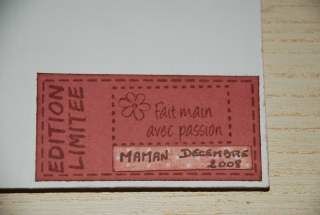 EDITION
LIMITEE
Fait main
avec passion
MAMAN DECEMBRE
2008